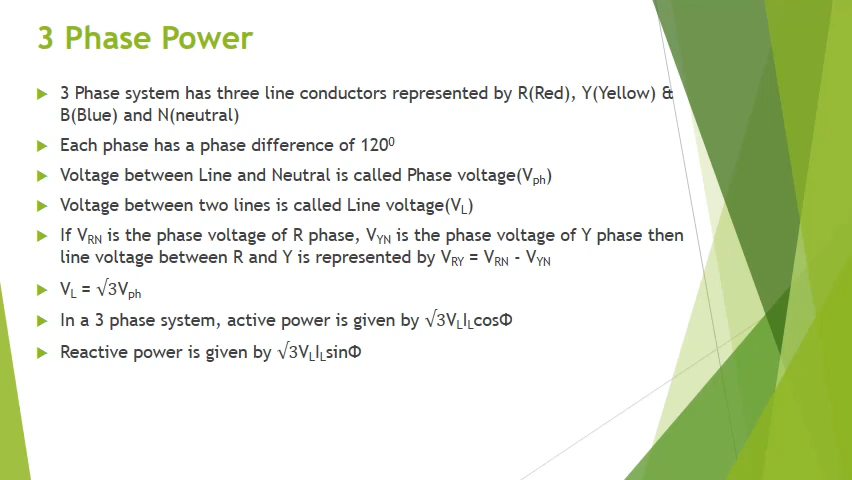 3 Phase Power
▶ 3 Phase system has three line conductors represented by R(Red), Y(Yellow) &
B(Blue) and N(neutral)
▶ Each phase has a phase difference of 120⁰
▶ Voltage between Line and Neutral is called Phase voltage(Vph)
▶ Voltage between two lines is called Line voltage(VL)
▶ If VRN is the phase voltage of R phase, VYN is the phase voltage of Y phase then
line voltage between R and Y is represented by VRY = VRN - VYN
▶ VL = √3Vph
▶ In a 3 phase system, active power is given by √3VLILcosΦ
▶ Reactive power is given by √3VLILsinΦ